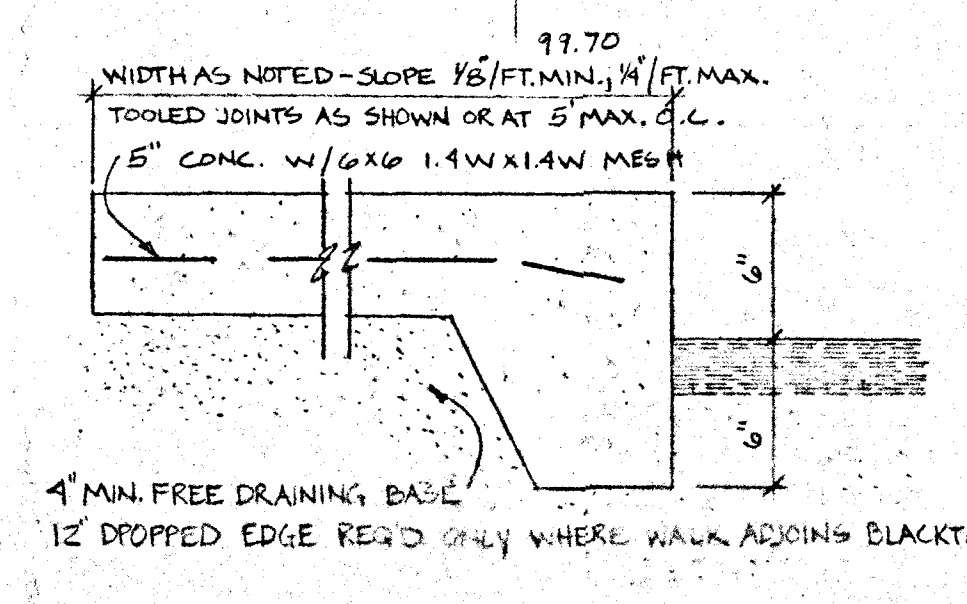 99.70
WIDTH AS NOTED-SLOPE 1/8"/FT. MIN., 1/4"/FT. MAX.
TOOLED JOINTS AS SHOWN OR AT 5' MAX. O.C.
5" CONC. W/6X6 1.4W X 1.4W MESH
6"
6"
4" MIN. FREE DRAINING BASE
12" DPOPPED EDGE REQ'D ONLY WHERE WALK ADJOINS BLACKT